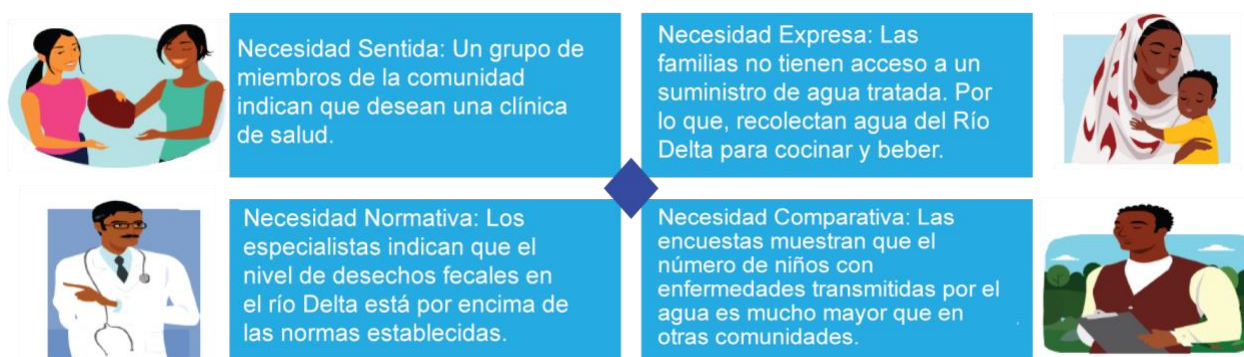 Necesidad Sentida: Un grupo de
miembros de la comunidad
indican que desean una clínica
de salud.
Necesidad Expresa: Las
familias no tienen acceso a un
suministro de agua tratada. Por
lo que, recolectan agua del Río
Delta para cocinar y beber.
Necesidad Normativa: Los
especialistas indican que el
nivel de desechos fecales en
el río Delta está por encima de
las normas establecidas.
Necesidad Comparativa: Las
encuestas muestran que el
número de niños con
enfermedades transmitidas por el
agua es mucho mayor que en
otras comunidades.